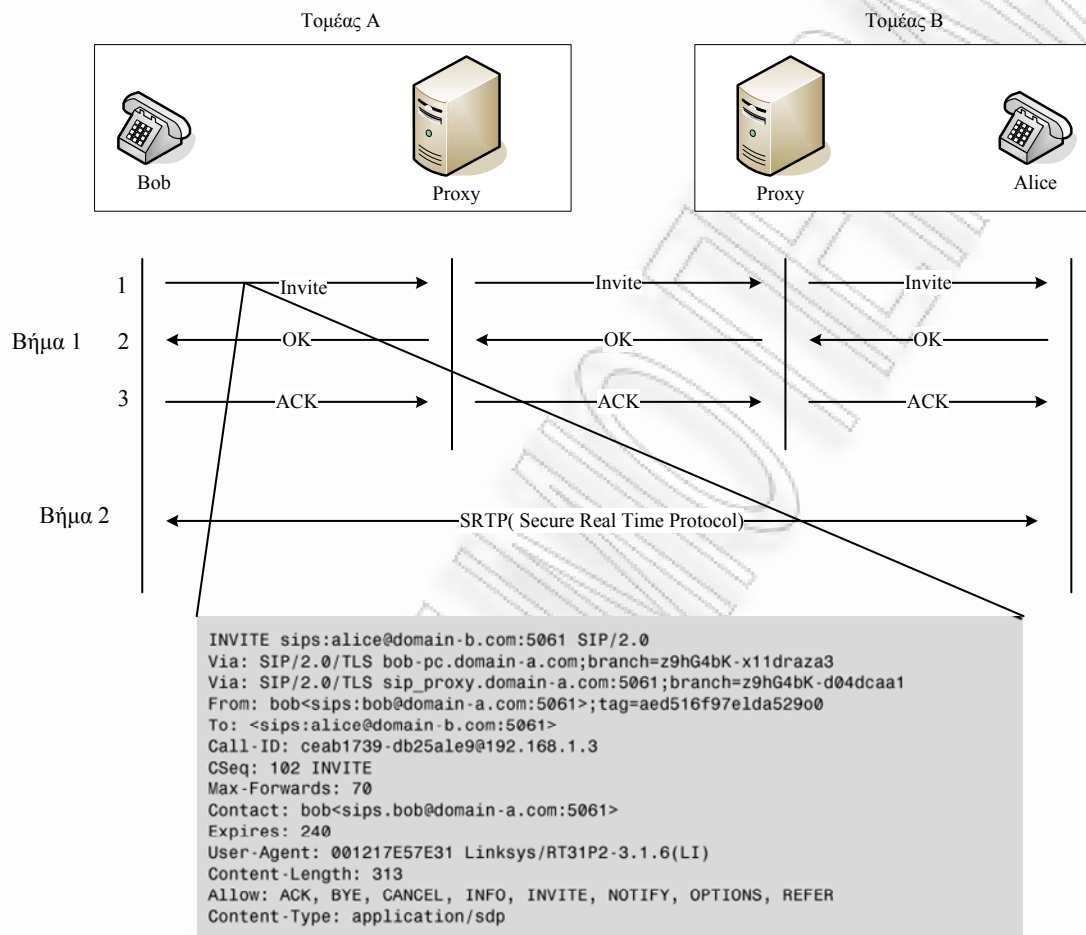 Τομέας Α
Τομέας Β
Bob
Proxy
Proxy
Alice
1
Invite
Invite
Invite
Βήμα 1
2
OK
OK
OK
3
ACK
ACK
ACK
Βήμα 2
SRTP( Secure Real Time Protocol)
INVITE sips:alice@domain-b.com:5061 SIP/2.0
Via: SIP/2.0/TLS bob-pc.domain-a.com;branch=z9hG4bK-x11draza3
Via: SIP/2.0/TLS sip_proxy.domain-a.com:5061;branch=z9hG4bK-d04dcaa1
From: bob<sips:bob@domain-a.com:5061>;tag=aed516f97elda529o0
To: <sips:alice@domain-b.com:5061>
Call-ID: ceab1739-db25ale9@192.168.1.3
CSeq: 102 INVITE
Max-Forwards: 70
Contact: bob<sips.bob@domain-a.com:5061>
Expires: 240
User-Agent: 001217E57E31 Linksys/RT31P2-3.1.6(LI)
Content-Length: 313
Allow: ACK, BYE, CANCEL, INFO, INVITE, NOTIFY, OPTIONS, REFER
Content-Type: application/sdp